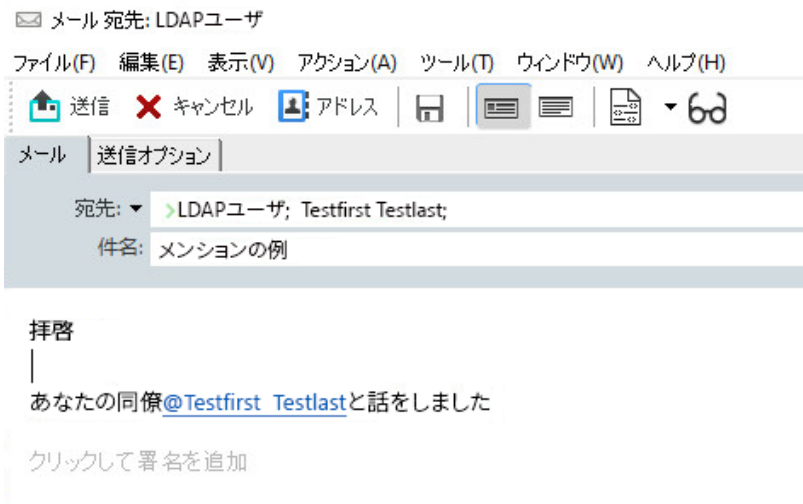 メール 宛先: LDAPユーザ
ファイル(F) 編集(E) 表示(V) アクション(A) ツール(T) ウィンドウ(W) ヘルプ(H)
送信 キャンセル アドレス
メール 送信オプション
宛先: >LDAPユーザ; Testfirst Testlast;
件名: メンションの例
拝啓
あなたの同僚@Testfirst Testlastと話をしました
クリックして署名を追加